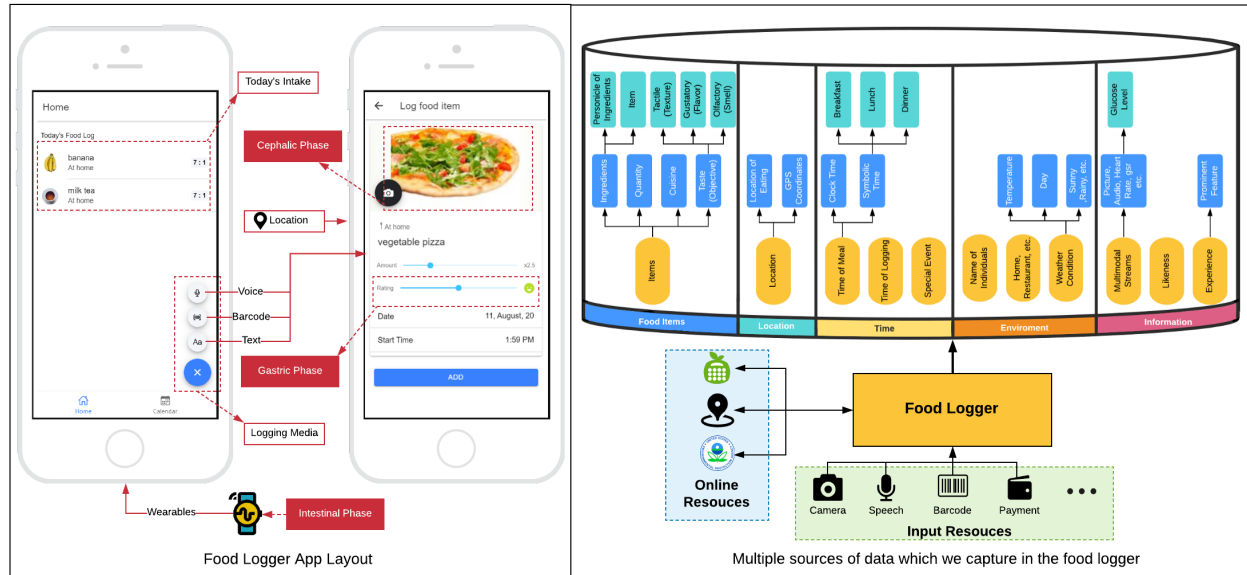 Home
Today's Food Log
banana
At home
7 : 1
milk tea
At home
7 : 1
Aa
Home
Calendar
Today's Intake
Cephalic Phase
Location
Voice
Barcode
Text
Gastric Phase
Logging Media
Wearables
Intestinal Phase
Log food item
At home
vegetable pizza
Amount
x2.5
Rating
Date
11, August, 20
Start Time
1:59 PM
ADD
Food Logger App Layout
Personicle of
Ingredients
Item
Tactile
(Texture)
Gustatory
(Flavor)
Olfactory
(Smell)
Breakfast
Lunch
Dinner
Glucose
Level
Ingredients
Quantity
Cuisine
Taste
(Objective)
Location of
Eating
GPS
Coordinates
Clock Time
Symbolic
Time
Temperature
Day
Sunny
,Rainy, etc.
Picture,
Audio, Heart
Rate, gsr
etc.
Prominent
Feature
Items
Location
Time of Meal
Time of Logging
Special Event
Name of
Individuals
Home,
Restaurant, etc.
Weather
Condition
Multimodal
Streams
Likeness
Experience
Food Items
Location
Time
Enviroment
Information
Food Logger
Online
Resouces
Camera
Speech
Barcode
Payment
Input Resouces
Multiple sources of data which we capture in the food logger